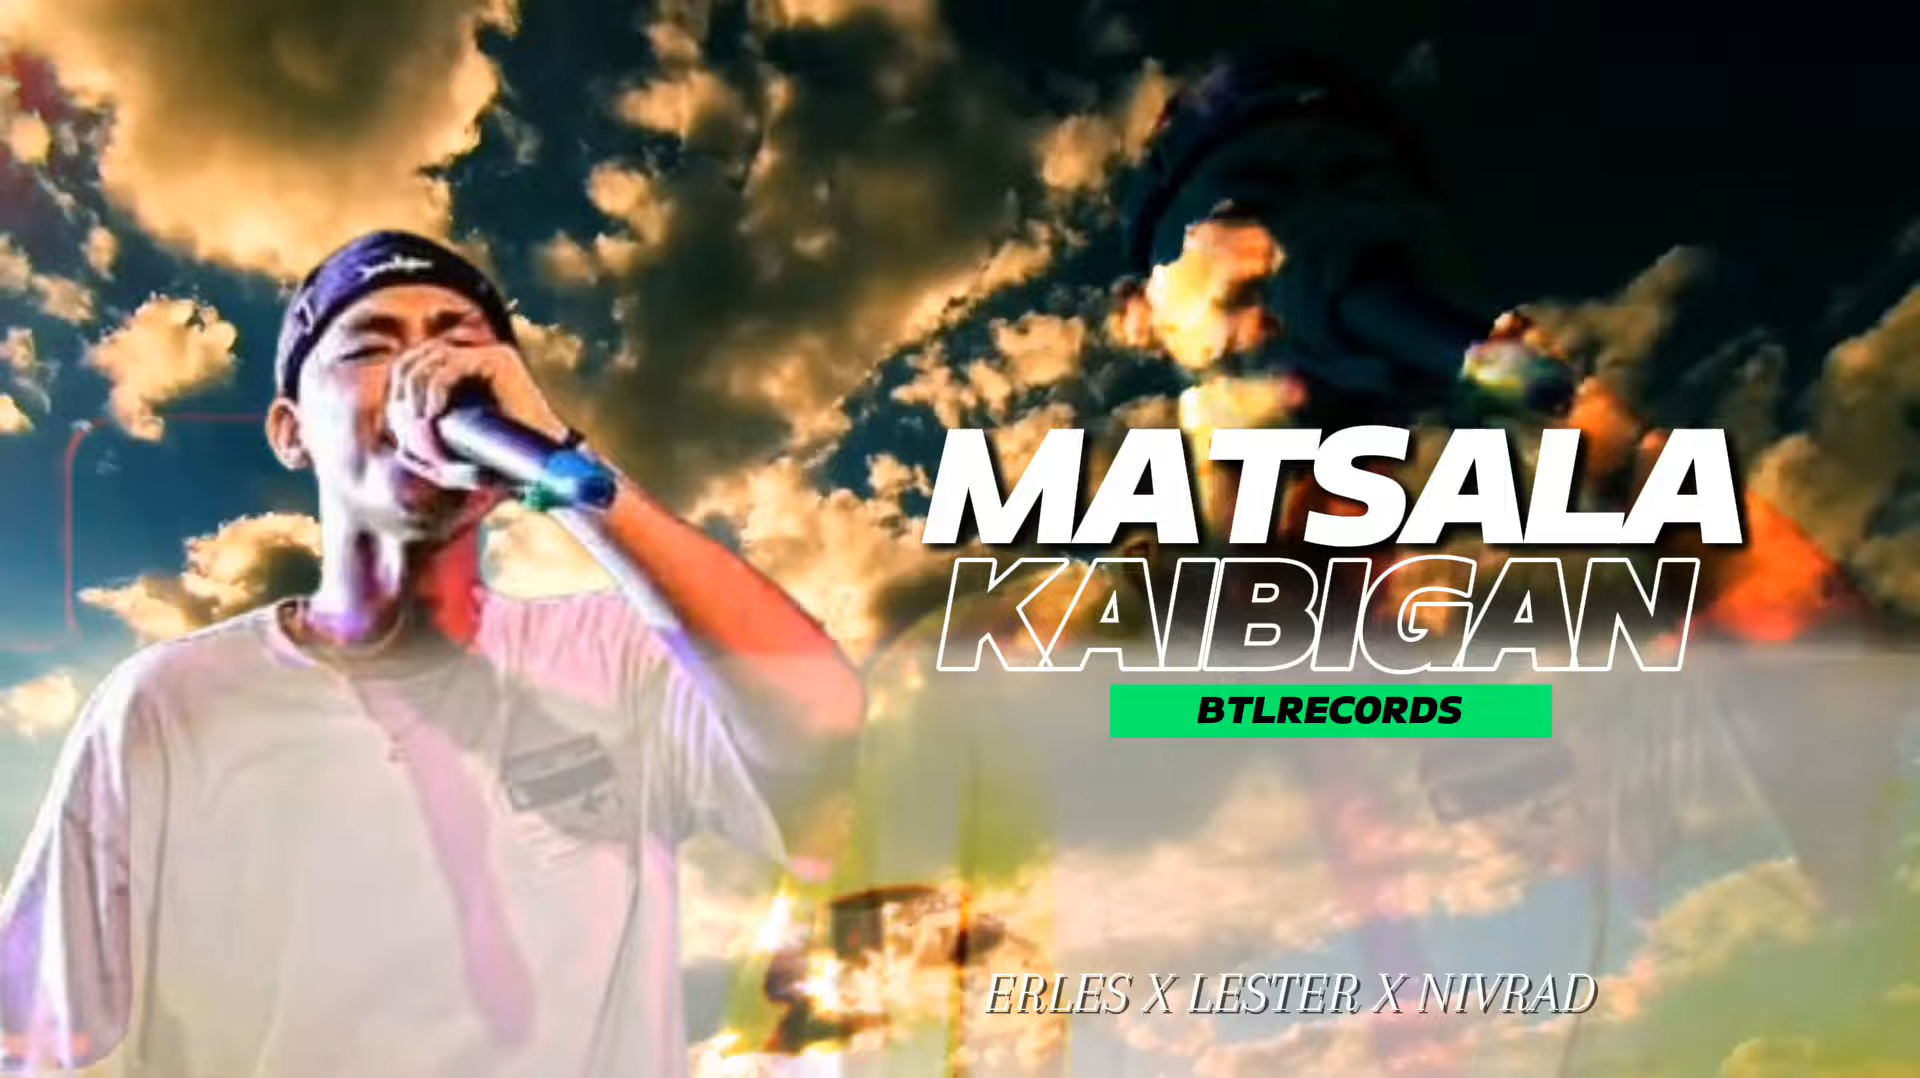 MATSALA
KAIBIGAN
BTLRECORDS
ERLES X LESTER X NIVRAD